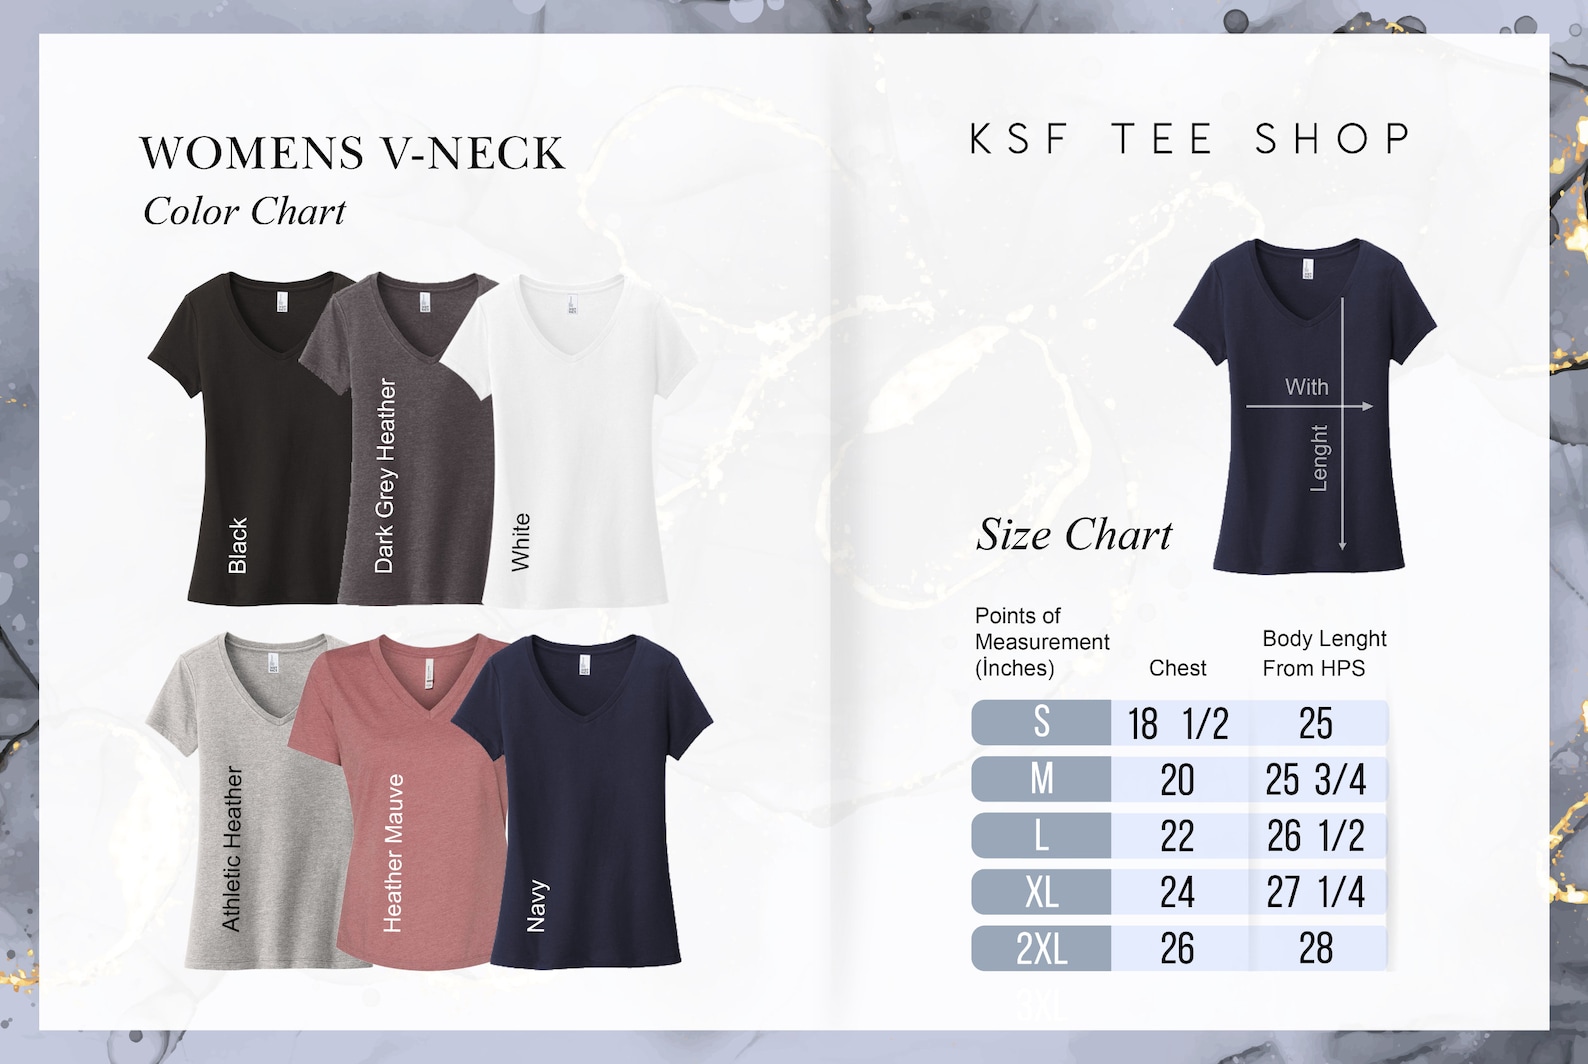 WOMENS V-NECK
Color Chart
Black
Dark Grey Heather
White
Athletic Heather
Heather Mauve
Navy
KSF TEE SHOP
With
Lenght
Size Chart
Points of
Measurement
(İnches)
Chest
Body Lenght
From HPS
S 18 1/2 25
M 20 25 3/4
L 22 26 1/2
XL 24 27 1/4
2XL 26 28
3XL